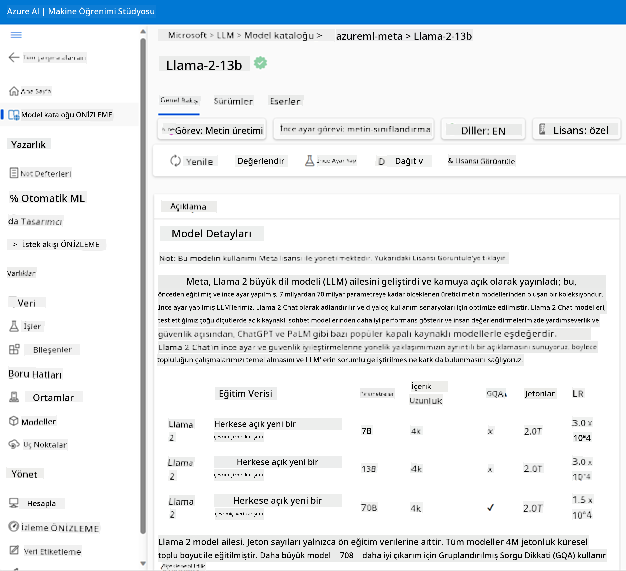 Azure AI | Makine Öğrenimi Stüdyosu
Microsoft > LLM > Model kataloğu > azureml-meta > Llama-2-13b
Tüm çalışma alanları
Ana Sayfa
Model kataloğu ÖNİZLEME
Yazarlık
Not Defterleri
% Otomatik ML
da Tasarımcı
> İstek akışı ÖNİZLEME
Varlıklar
Veri
İşler
Bileşenler
Boru Hatları
Ortamlar
Modeller
Uç Noktalar
Yönet
Hesapla
İzleme ÖNİZLEME
Veri Etiketleme
Llama-2-13b
Genel Bakış Sürümler Eserler
Görev: Metin üretimi İnce ayar görevi: metin sınıflandırma Diller: EN Lisans: özel
Yenile Değerlendir İnce Ayar Yap D Dağıt v & Lisansı Görüntüle
Açıklama
Model Detayları
Not: Bu modelin kullanımı Meta lisansı ile yönetilmektedir. Yukarıdaki Lisansı Görüntüle'ye tıklayın.
Meta, Llama 2 büyük dil modeli (LLM) ailesini geliştirdi ve kamuya açık olarak yayınladı; bu,
önceden eğitilmiş ve ince ayar yapılmış, 7 milyardan 70 milyar parametreye kadar ölçeklenen üretici metin modellerinden oluşan bir koleksiyondur.
İnce ayar yapılmış LLM'lerimiz, Llama 2 Chat olarak adlandırılır ve diyalog kullanım senaryoları için optimize edilmiştir. Llama 2 Chat modelleri,
test ettiğimiz çoğu ölçütte açık kaynaklı sohbet modellerinden daha iyi performans gösterir ve insan değerlendirmelerimizde yardımseverlik ve
güvenlik açısından, ChatGPT ve PaLM gibi bazı popüler kapalı kaynaklı modellerle eşdeğerdir.
Llama 2 Chat'in ince ayar ve güvenlik iyileştirmelerine yönelik yaklaşımımızın ayrıntılı bir açıklamasını sunuyoruz, böylece
topluluğun çalışmalarımızı temel almasını ve LLM'lerin sorumlu geliştirilmesine katkıda bulunmasını sağlıyoruz.
Eğitim Verisi İçerik Uzunluk GQA Jetonlar LR
Llama 2 Herkese açık yeni bir 7B 4k x 2.0T 3.0 x 10^4
Llama 2 Herkese açık yeni bir 13B 4k x 2.0T 3.0 x 10^4
Llama 2 Herkese açık yeni bir 70B 4k ✓ 2.0T 1.5 x 10^4
Llama 2 model ailesi. Jeton sayıları yalnızca ön eğitim verilerine aittir. Tüm modeller 4M jetonluk küresel
toplu boyut ile eğitilmiştir. Daha büyük model 708 daha iyi çıkarım için Gruplandırılmış Sorgu Dikkati (GQA) kullanır